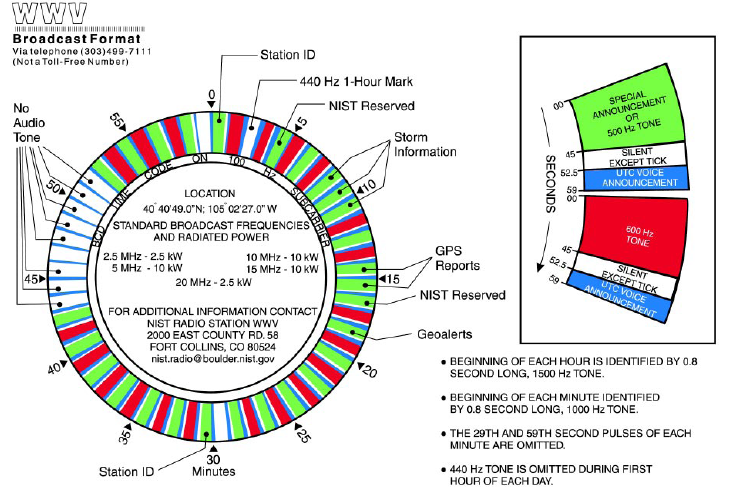 WWV
Broadcast Format
Via telephone (303)499-7111
(Not a Toll-Free Number)
Station ID
440 Hz 1-Hour Mark
NIST Reserved
Storm
Information
No
Audio
Tone
0
5
10
15
20
25
30
35
40
45
50
55
GPS
Reports
NIST Reserved
Geoalerts
Station ID
Minutes
BCD TIME CODE ON 100 Hz SUBCARRIER
LOCATION
40°40'49.0"N; 105°02'27.0"W
STANDARD BROADCAST FREQUENCIES
AND RADIATED POWER
2.5 MHz - 2.5 kW 10 MHz - 10 kW
5 MHz - 10 kW 15 MHz - 10 kW
20 MHz - 2.5 kW
FOR ADDITIONAL INFORMATION CONTACT
NIST RADIO STATION WWV
2000 EAST COUNTY RD. 58
FORT COLLINS, CO 80524
nist.radio@boulder.nist.gov
SECONDS
00
SPECIAL
ANNOUNCEMENT
OR
500 Hz TONE
45
SILENT
EXCEPT TICK
52.5
UTC VOICE
ANNOUNCEMENT
59
00
600 Hz
TONE
45
SILENT
EXCEPT TICK
52.5
UTC VOICE
ANNOUNCEMENT
59
• BEGINNING OF EACH HOUR IS IDENTIFIED BY 0.8
SECOND LONG, 1500 Hz TONE.
• BEGINNING OF EACH MINUTE IDENTIFIED
BY 0.8 SECOND LONG, 1000 Hz TONE.
• THE 29TH AND 59TH SECOND PULSES OF EACH
MINUTE ARE OMITTED.
• 440 Hz TONE IS OMITTED DURING FIRST
HOUR OF EACH DAY.